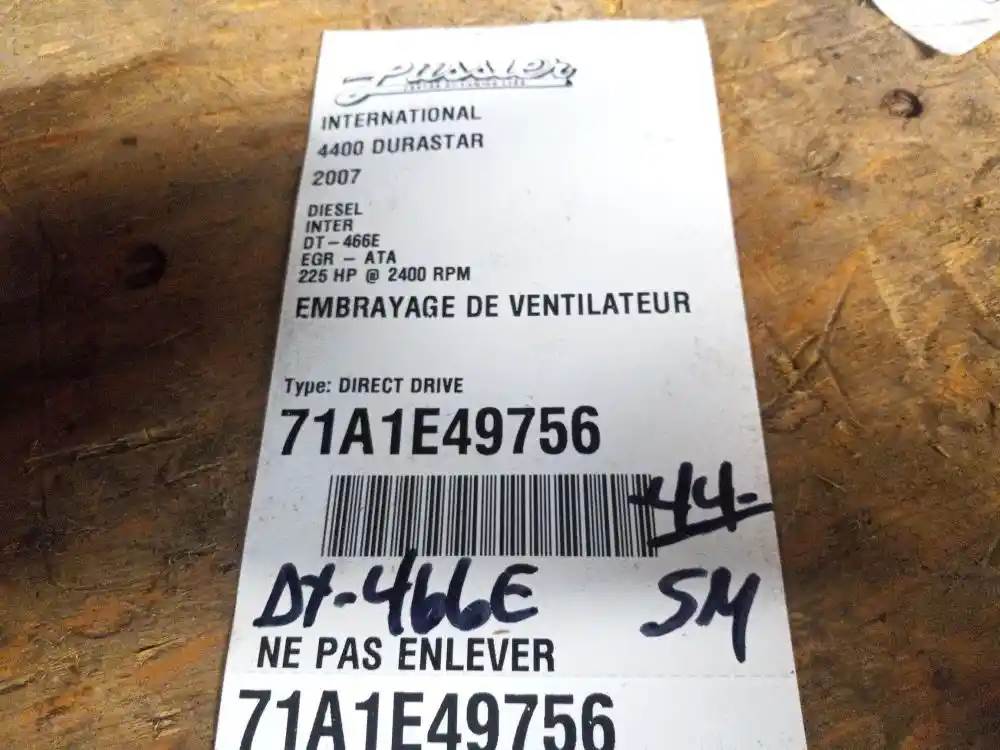 INTERNATIONAL
4400 DURASTAR
2007
DIESEL
INTER
DT-466E
EGR - ATA
225 HP @ 2400 RPM
EMBRAYAGE DE VENTILATEUR
Type: DIRECT DRIVE
71A1E49756
-44-
DT-466E
SM
NE PAS ENLEVER
71A1E49756